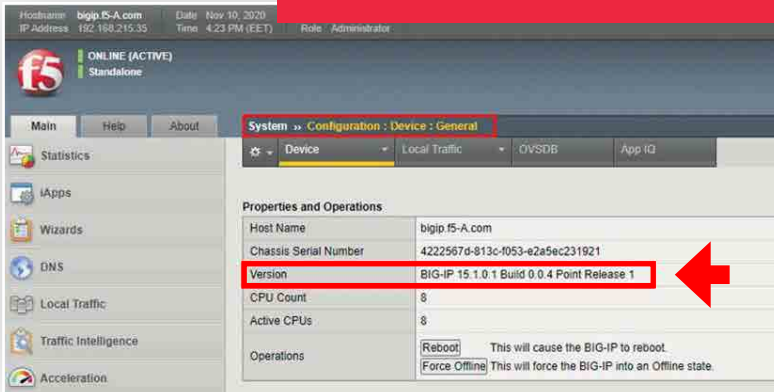 Hostname bigip.f5-A.com Date Nov 10, 2020
IP Address 192.168.215.35 Time 4:23 PM (EET) Role Administrator
f5
ONLINE (ACTIVE)
Standalone
Main Help About
System » Configuration : Device : General
Device Local Traffic OVSDB App IQ
Statistics
iApps
Wizards
DNS
Local Traffic
Traffic Intelligence
Acceleration
Properties and Operations
Host Name bigip.f5-A.com
Chassis Serial Number 4222567d-813c-f053-e2a5ec231921
Version BIG-IP 15.1.0.1 Build 0.0.4 Point Release 1
CPU Count 8
Active CPUs 8
Operations
Reboot This will cause the BIG-IP to reboot.
Force Offline This will force the BIG-IP into an Offline state.